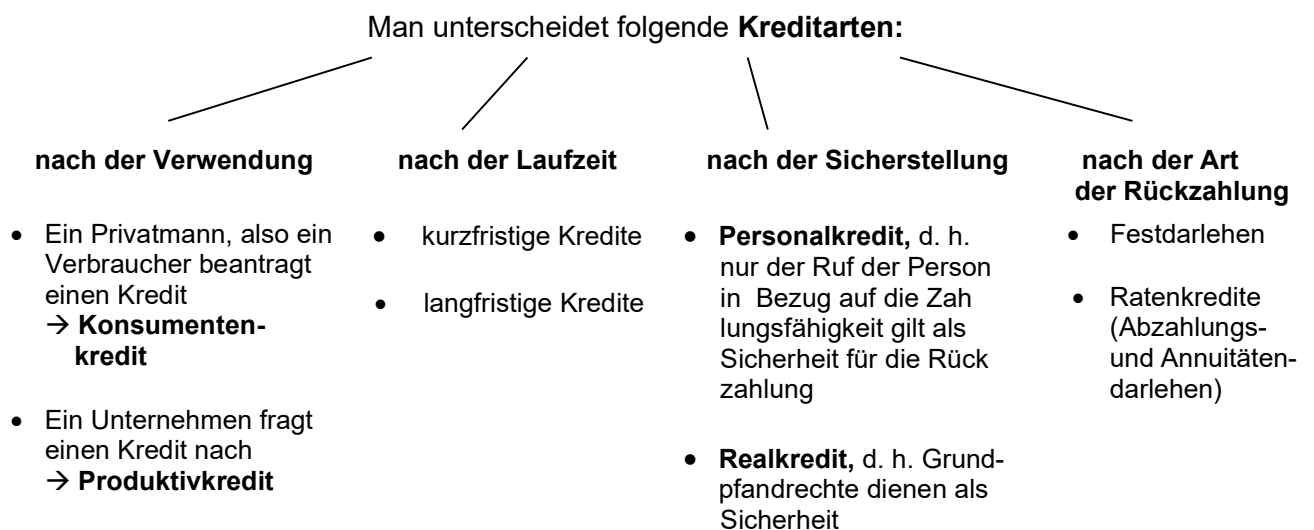 Man unterscheidet folgende Kreditarten:
nach der Verwendung
• Ein Privatmann, also ein
Verbraucher beantragt
einen Kredit
→ Konsumenten-
kredit
• Ein Unternehmen fragt
einen Kredit nach
→ Produktivkredit
nach der Laufzeit
• kurzfristige Kredite
• langfristige Kredite
nach der Sicherstellung
• Personalkredit, d. h.
nur der Ruf der Person
in Bezug auf die Zah
lungsfähigkeit gilt als
Sicherheit für die Rück
zahlung
• Realkredit, d. h. Grund-
pfandrechte dienen als
Sicherheit
nach der Art
der Rückzahlung
• Festdarlehen
• Ratenkredite
(Abzahlungs-
und Annuitäten-
darlehen)